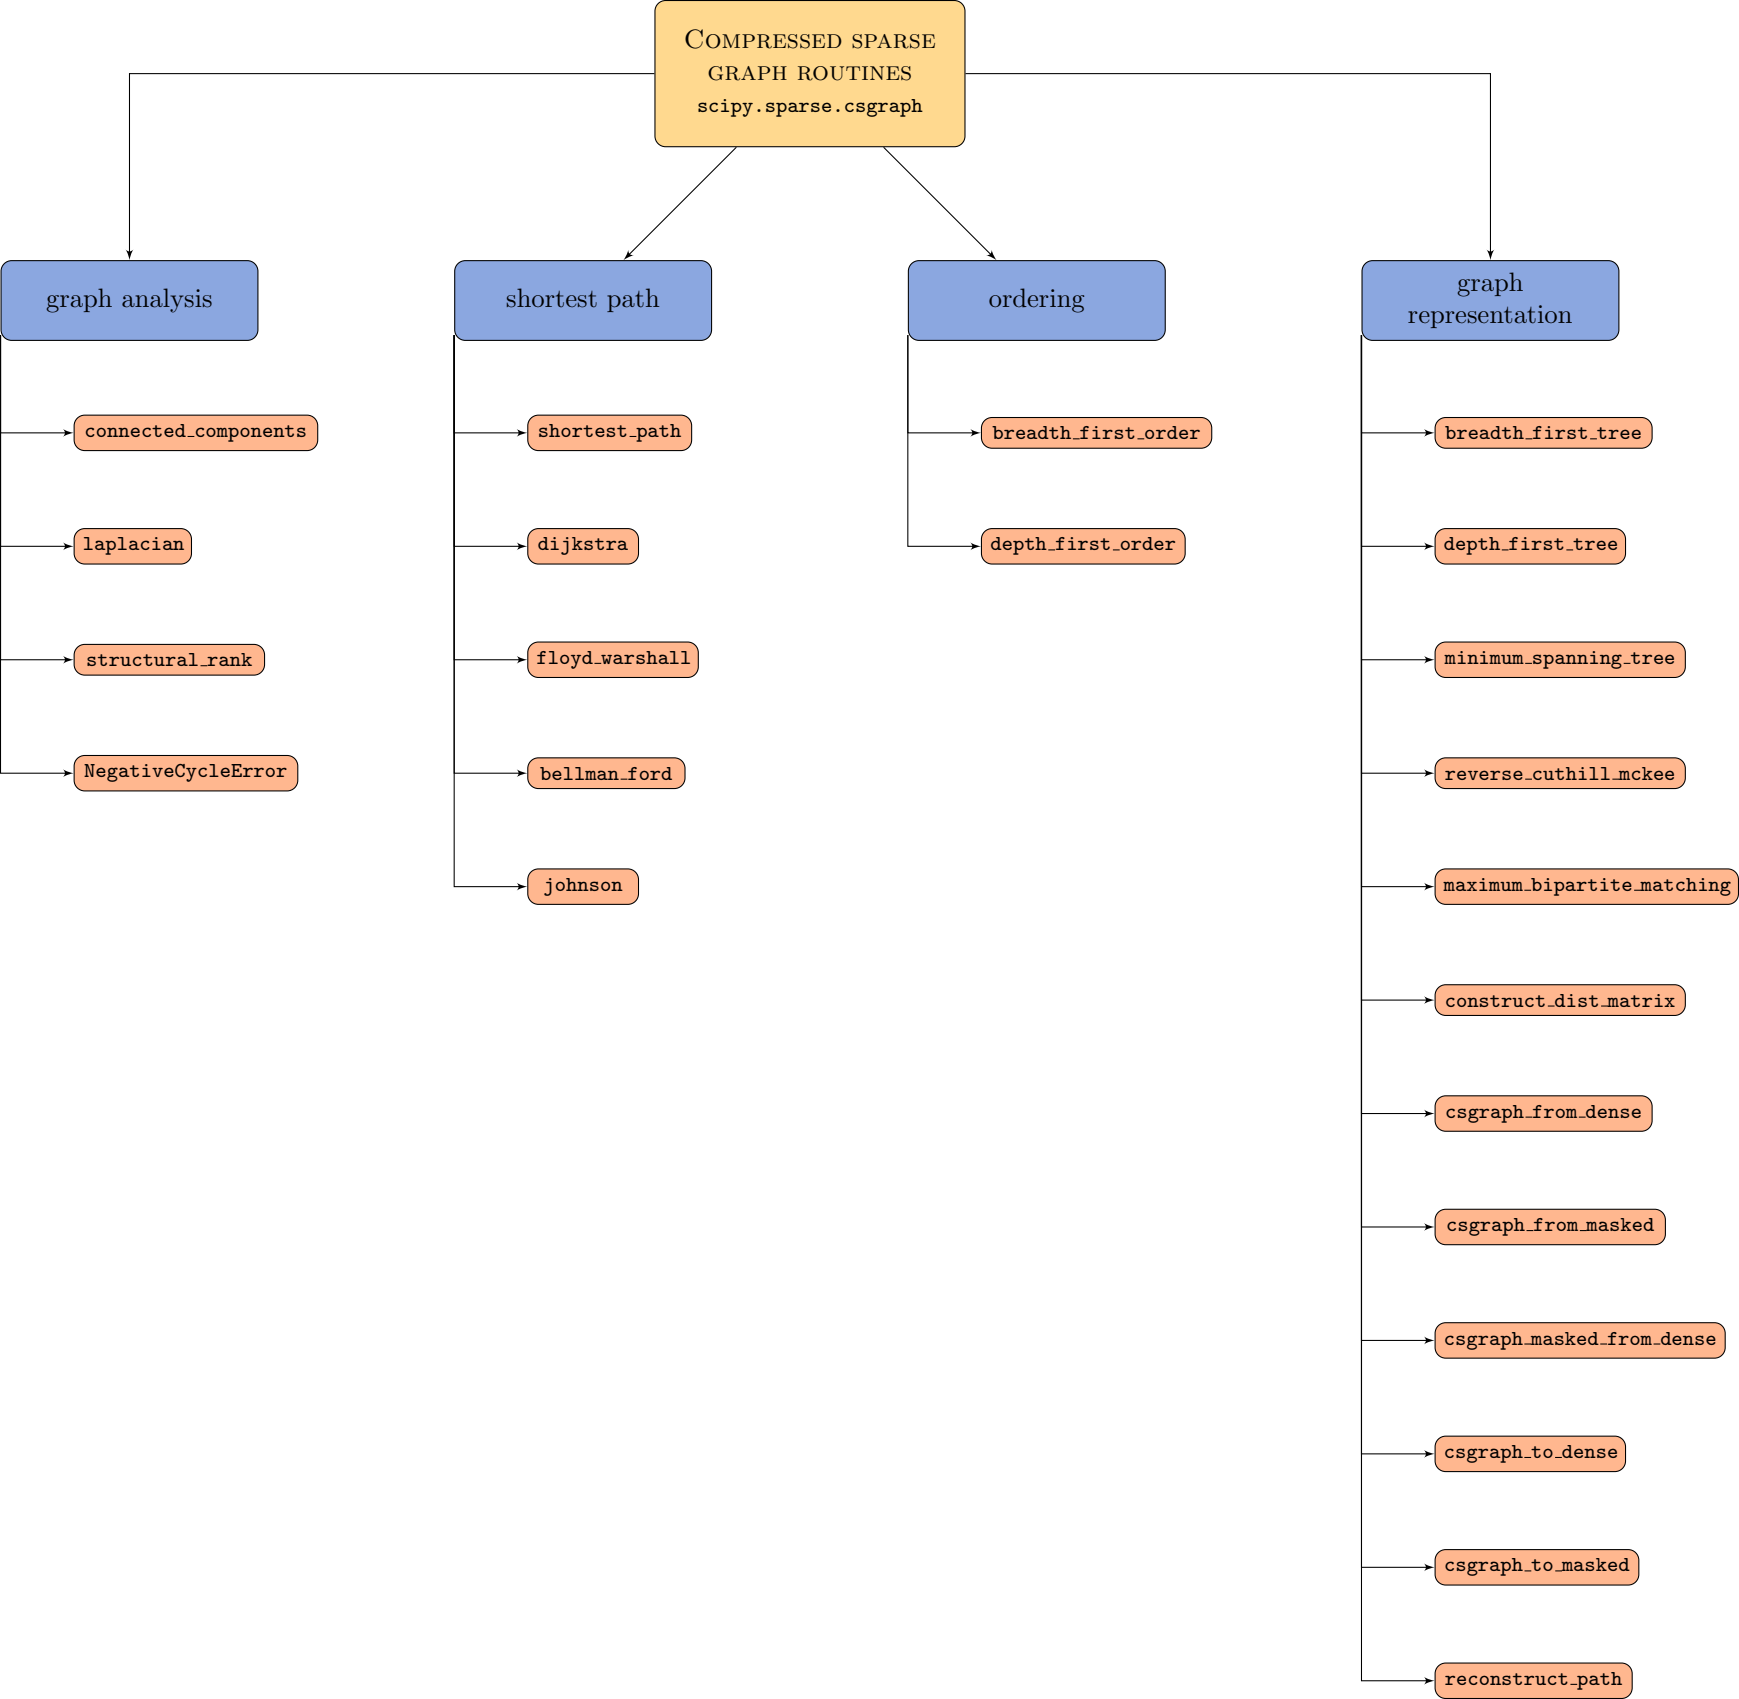 Compressed sparse
graph routines
scipy.sparse.csgraph
graph analysis
connected_components
laplacian
structural_rank
NegativeCycleError
shortest path
shortest_path
dijkstra
floyd_warshall
bellman_ford
johnson
ordering
breadth_first_order
depth_first_order
graph
representation
breadth_first_tree
depth_first_tree
minimum_spanning_tree
reverse_cuthill_mckee
maximum_bipartite_matching
construct_dist_matrix
csgraph_from_dense
csgraph_from_masked
csgraph_masked_from_dense
csgraph_to_dense
csgraph_to_masked
reconstruct_path